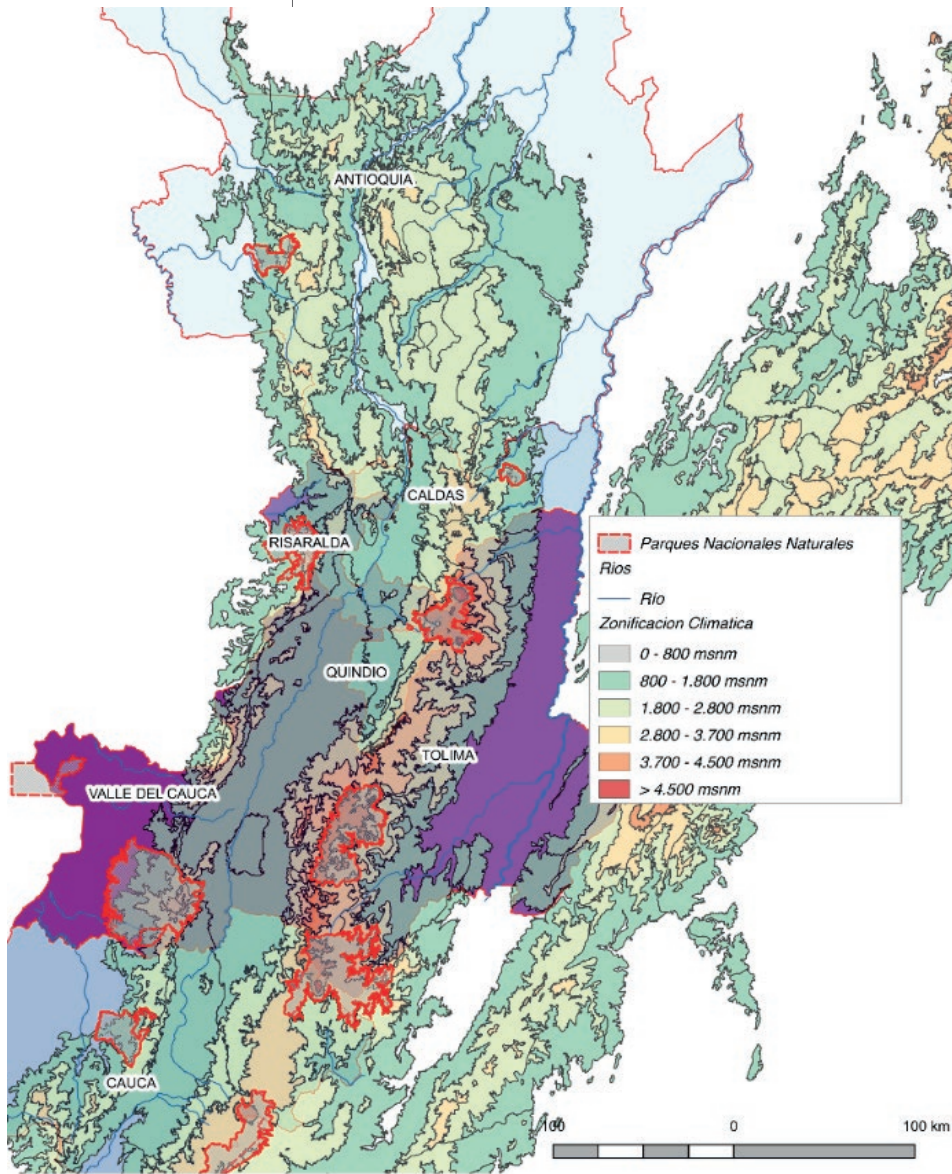 ANTIOQUIA
CALDAS
RISARALDA
QUINDIO
TOLIMA
VALLE DEL CAUCA
CAUCA
Parques Nacionales Naturales
Rios
Río
Zonificacion Climatica
0 - 800 msnm
800 - 1.800 msnm
1.800 - 2.800 msnm
2.800 - 3.700 msnm
3.700 - 4.500 msnm
> 4.500 msnm
100 0 100 km